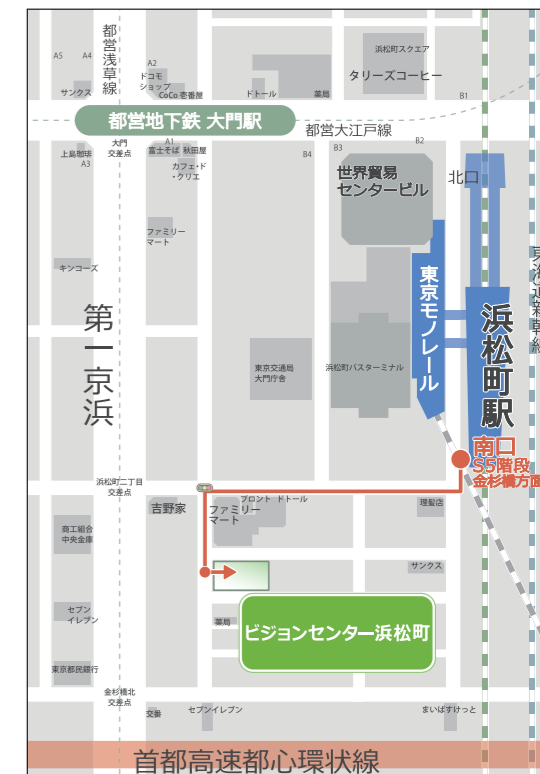 都営浅草線
A5
A4
A2
ドコモ
ショップ
CoCo 壱番屋
サンクス
ドトール
薬局
浜松町スクエア
タリーズコーヒー
B1
都営地下鉄 大門駅
都営大江戸線
大門
交差点
A1
富士そば 秋田屋
上島珈琲
A3
カフェ・ド
・クリエ
B4
B3
B2
世界貿易
センタービル
北口
ファミリー
マート
キンコーズ
東京モノレール
浜松町駅
東海道新幹線
第一京浜
東京交通局
大門庁舎
浜松町バスターミナル
南口
S5階段
金杉橋方面
浜松町二丁目
交差点
吉野家
ファミリー
マート
プロント ドトール
理髪店
商工組合
中央金庫
サンクス
セブン
イレブン
薬局
ビジョンセンター浜松町
東京都民銀行
金杉橋北
交差点
交番
セブンイレブン
まいばすけっと
首都高速都心環状線